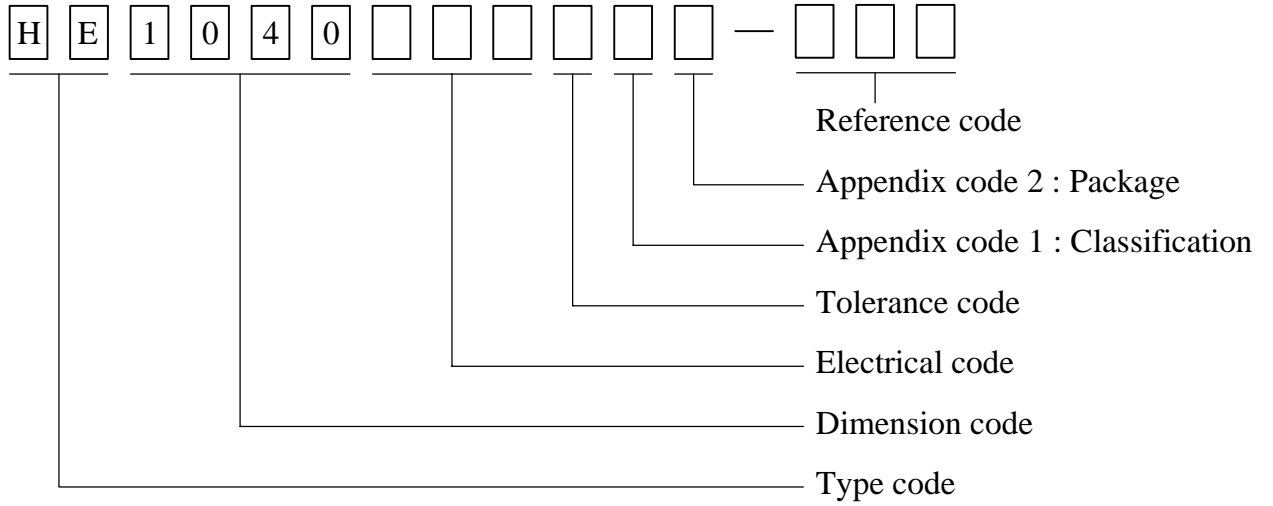 H E 1 0 4 0 —
Reference code
Appendix code 2 : Package
Appendix code 1 : Classification
Tolerance code
Electrical code
Dimension code
Type code